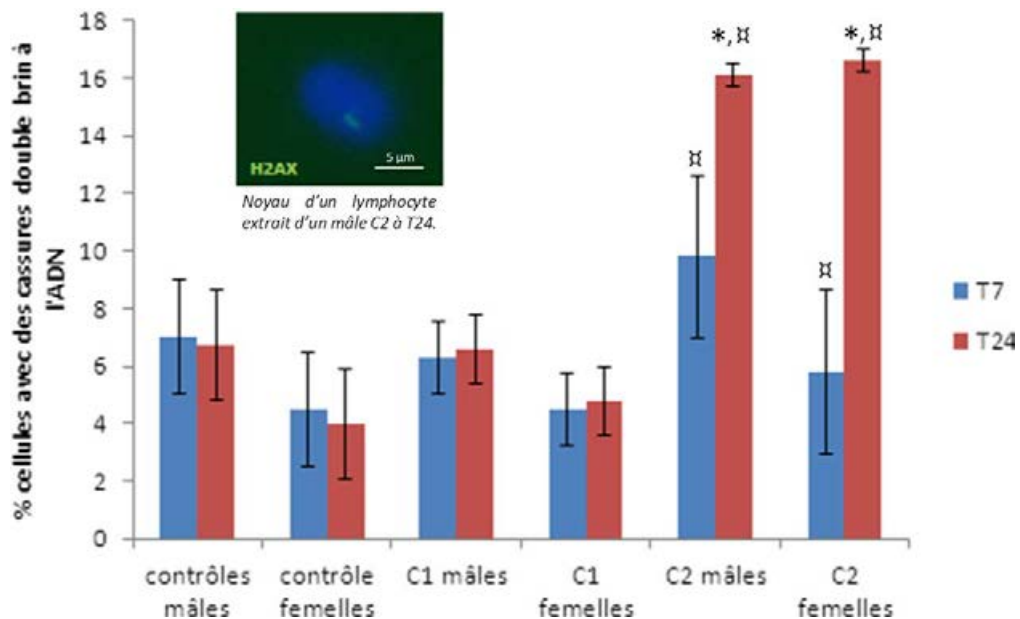 % cellules avec des cassures double brin à
l'ADN
18
16
14
12
10
8
6
4
2
0
H2AX
5 µm
Noyau d'un lymphocyte
extrait d'un mâle C2 à T24.
¤
*,¤
¤
*,¤
T7
T24
contrôles
mâles
contrôle
femelles
C1 mâles
C1
femelles
C2 mâles
C2
femelles